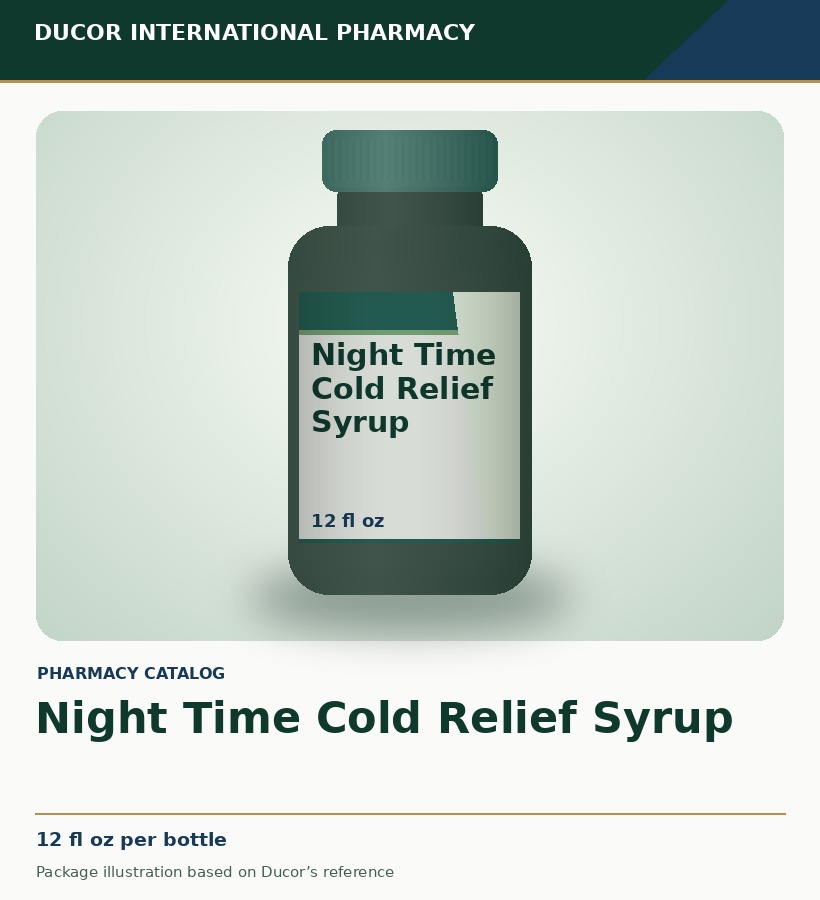 DUCOR INTERNATIONAL PHARMACY
Night Time
Cold Relief
Syrup
12 fl oz
PHARMACY CATALOG
Night Time Cold Relief Syrup
12 fl oz per bottle
Package illustration based on Ducor’s reference